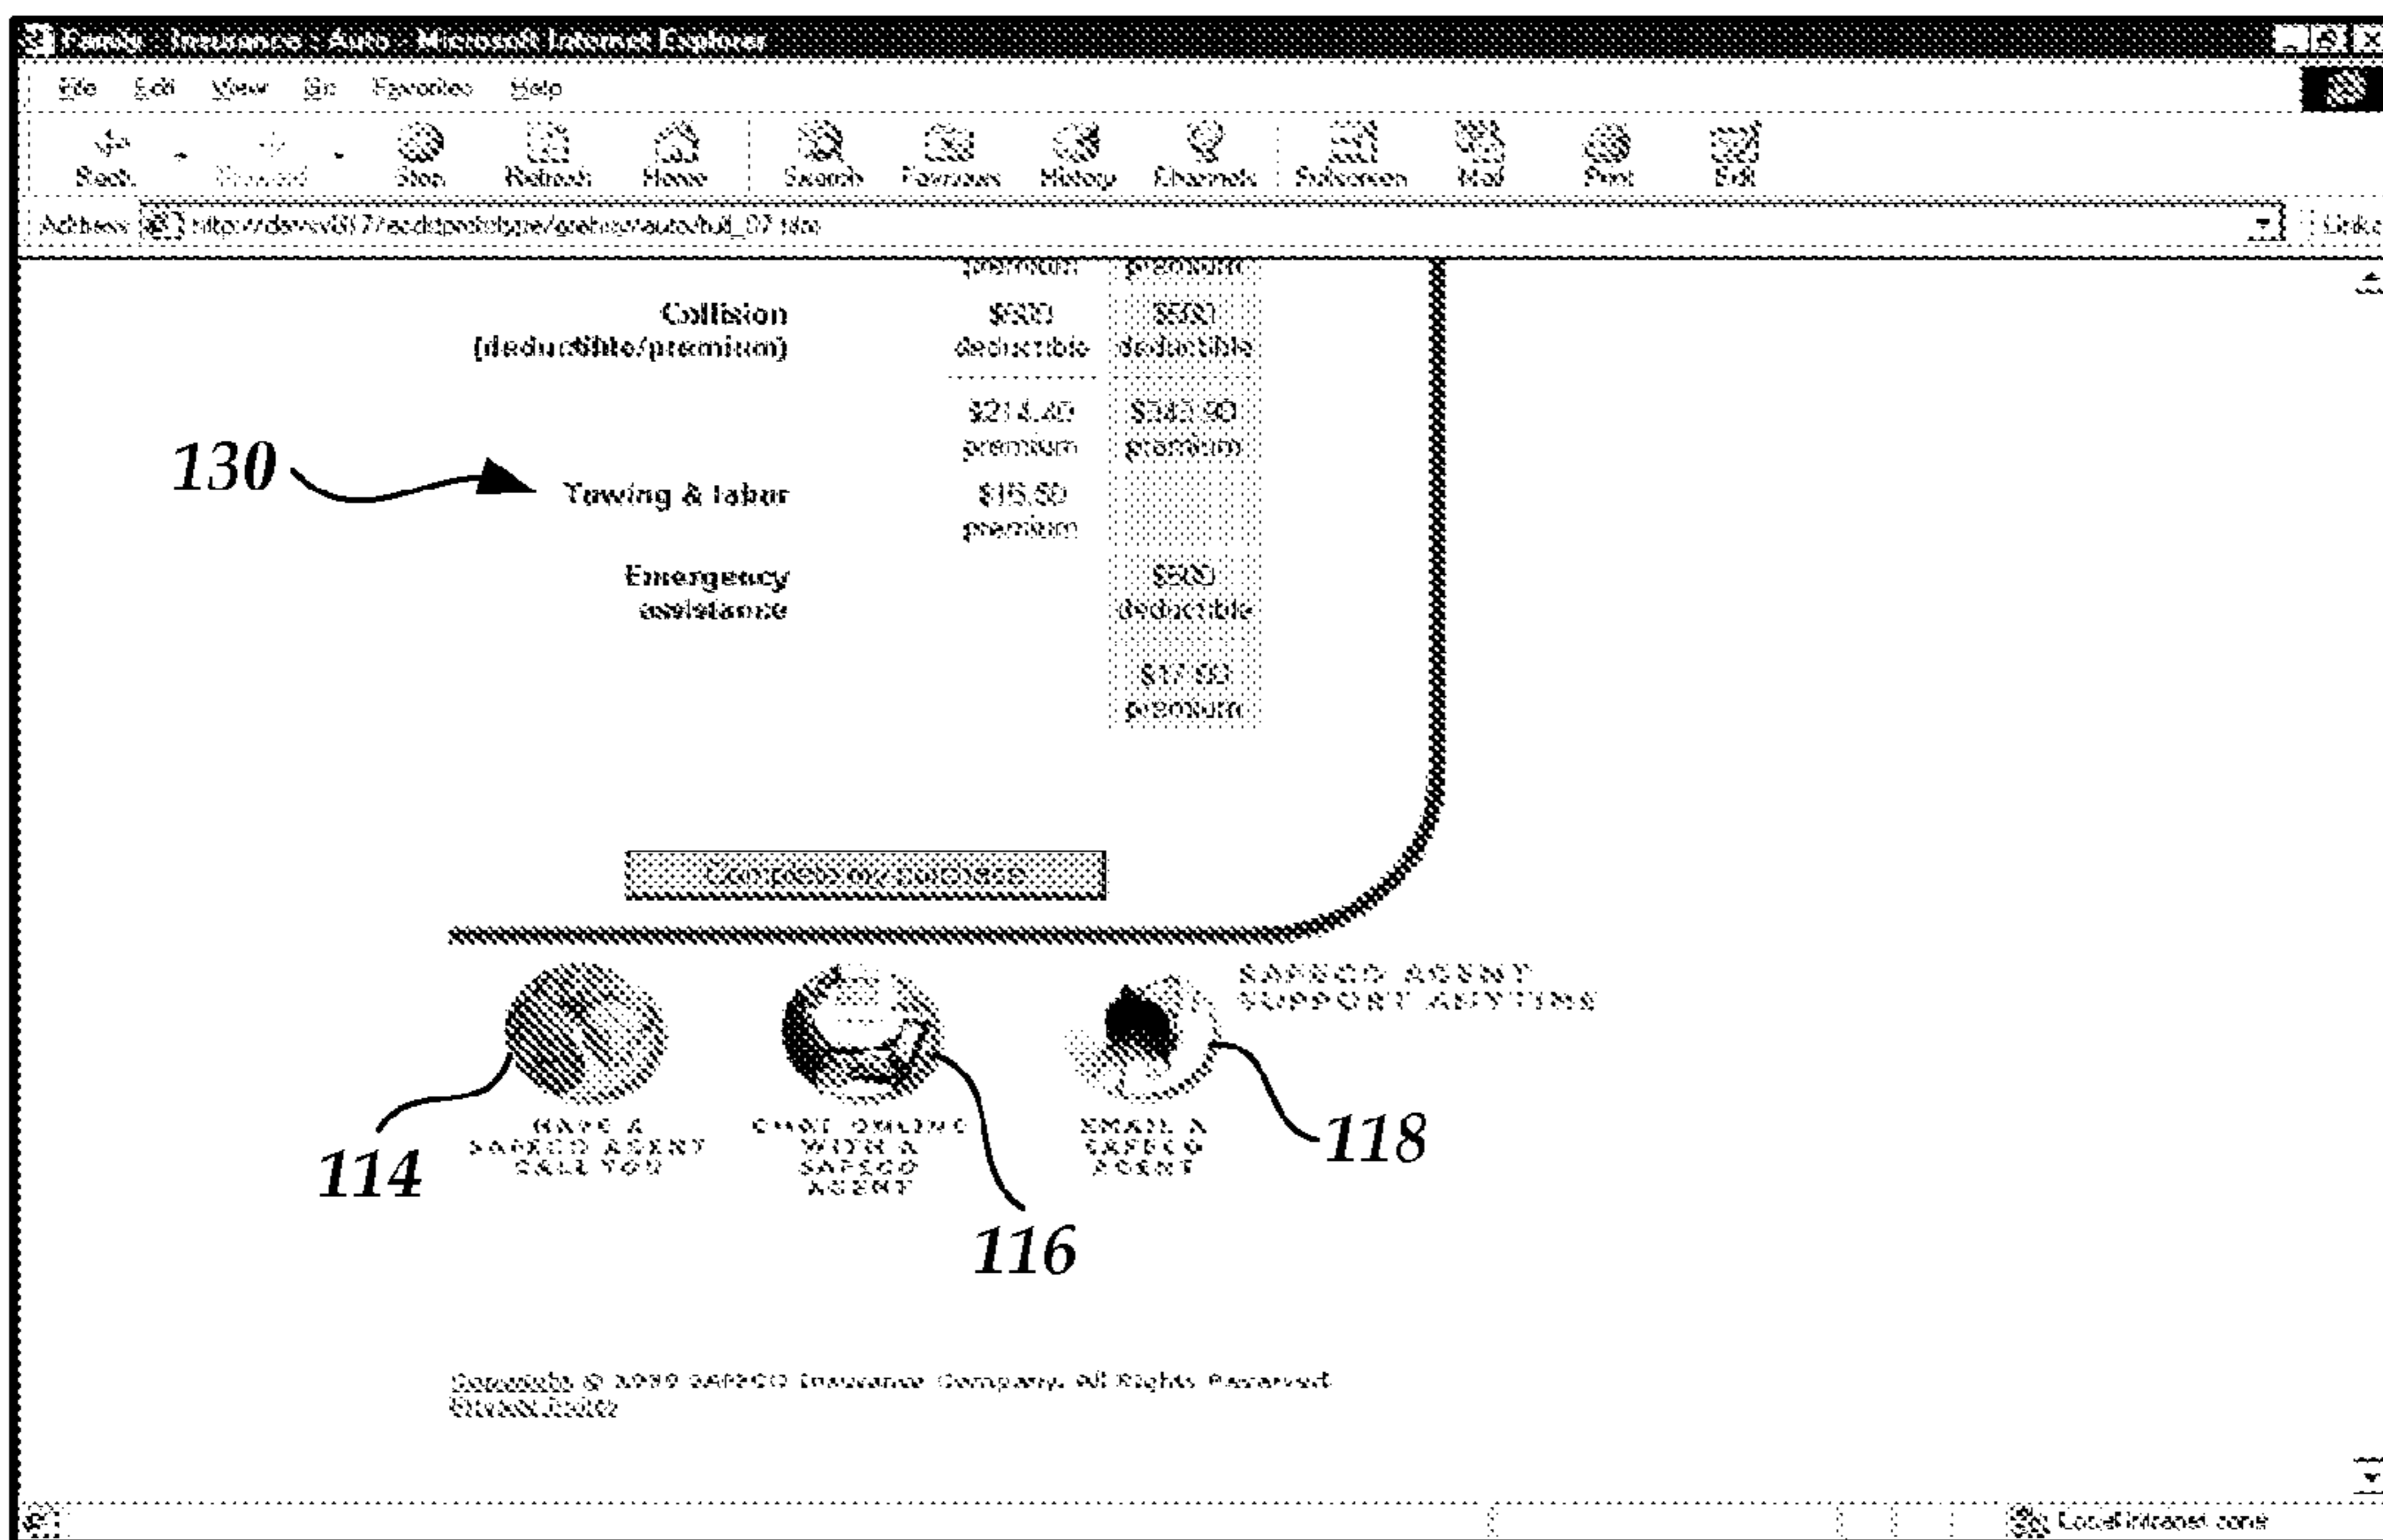 Family : Insurance : Auto - Microsoft Internet Explorer
File Edit View Go Favorites Help
Back Forward Stop Refresh Home Search Favorites History Channels Fullscreen Mail Print Edit
Address Links
premium premium
Collision $500 $500
(deductible/premium) deductible deductible
premium premium
130
Towing & labor
premium
Emergency $500
assistance deductible
premium
Complete my purchase
SAFECO AGENT
SUPPORT ANYTIME
HAVE A
SAFECO AGENT
CALL YOU
CHAT ONLINE
WITH A
SAFECO
AGENT
EMAIL A
SAFECO
AGENT
114
116
118
Copyright © 1999 SAFECO Insurance Company. All Rights Reserved
Local intranet zone